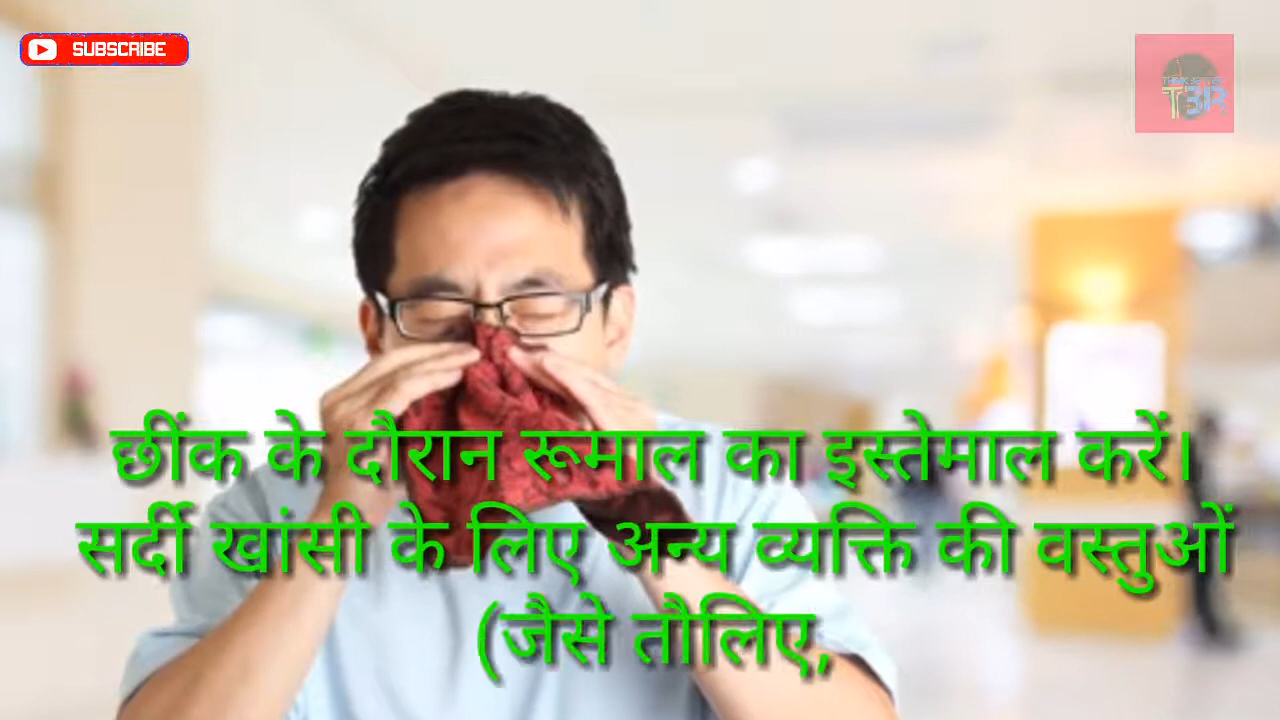 SUBSCRIBE
छींक के दौरान रूमाल का इस्तेमाल करें।
सर्दी खांसी के लिए अन्य व्यक्ति की वस्तुओं
(जैसे तौलिए,